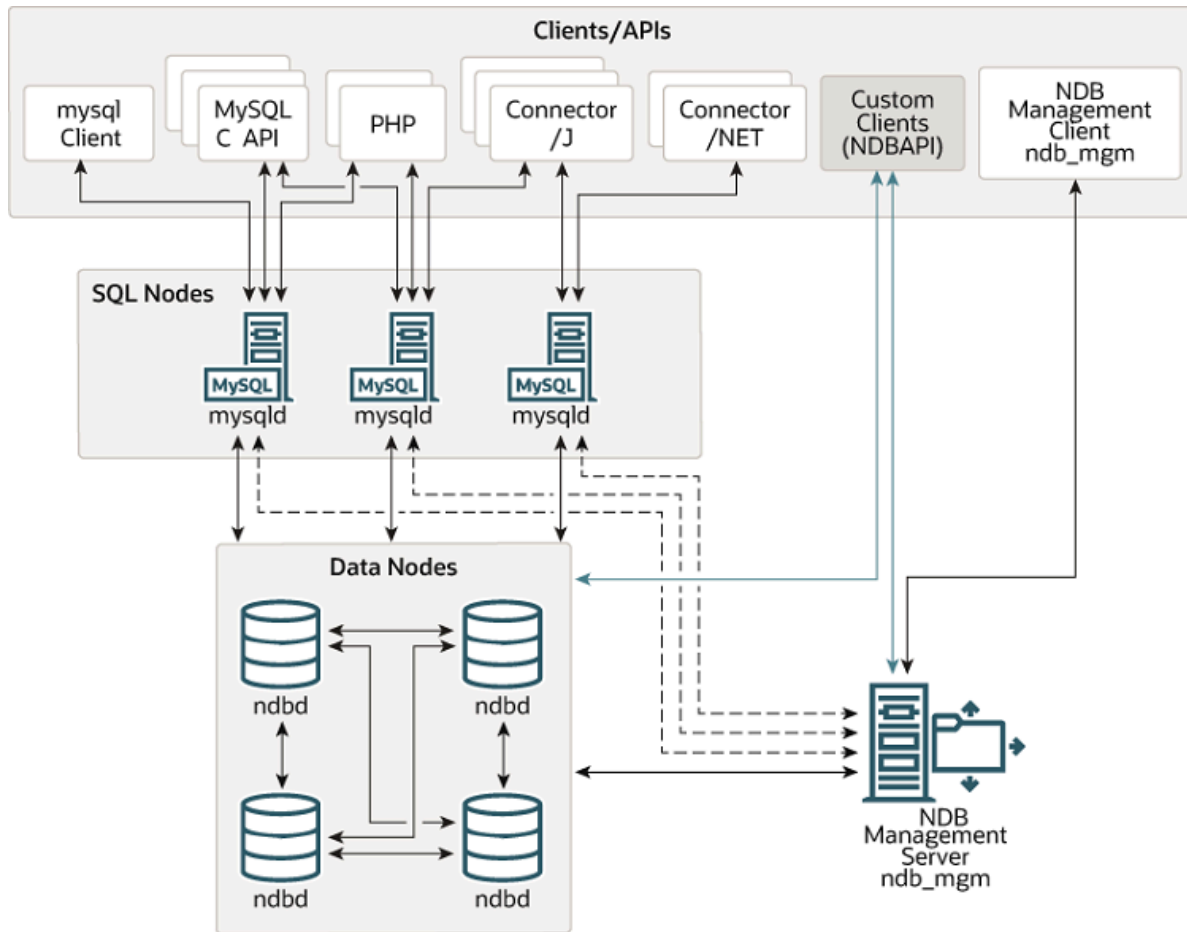 Clients/APIs
mysql
Client
MySQL
C API
PHP
Connector
/J
Connector
/NET
Custom
Clients
(NDBAPI)
NDB
Management
Client
ndb_mgm
SQL Nodes
MySQL
mysqld
MySQL
mysqld
MySQL
mysqld
Data Nodes
ndbd
ndbd
ndbd
ndbd
NDB
Management
Server
ndb_mgm